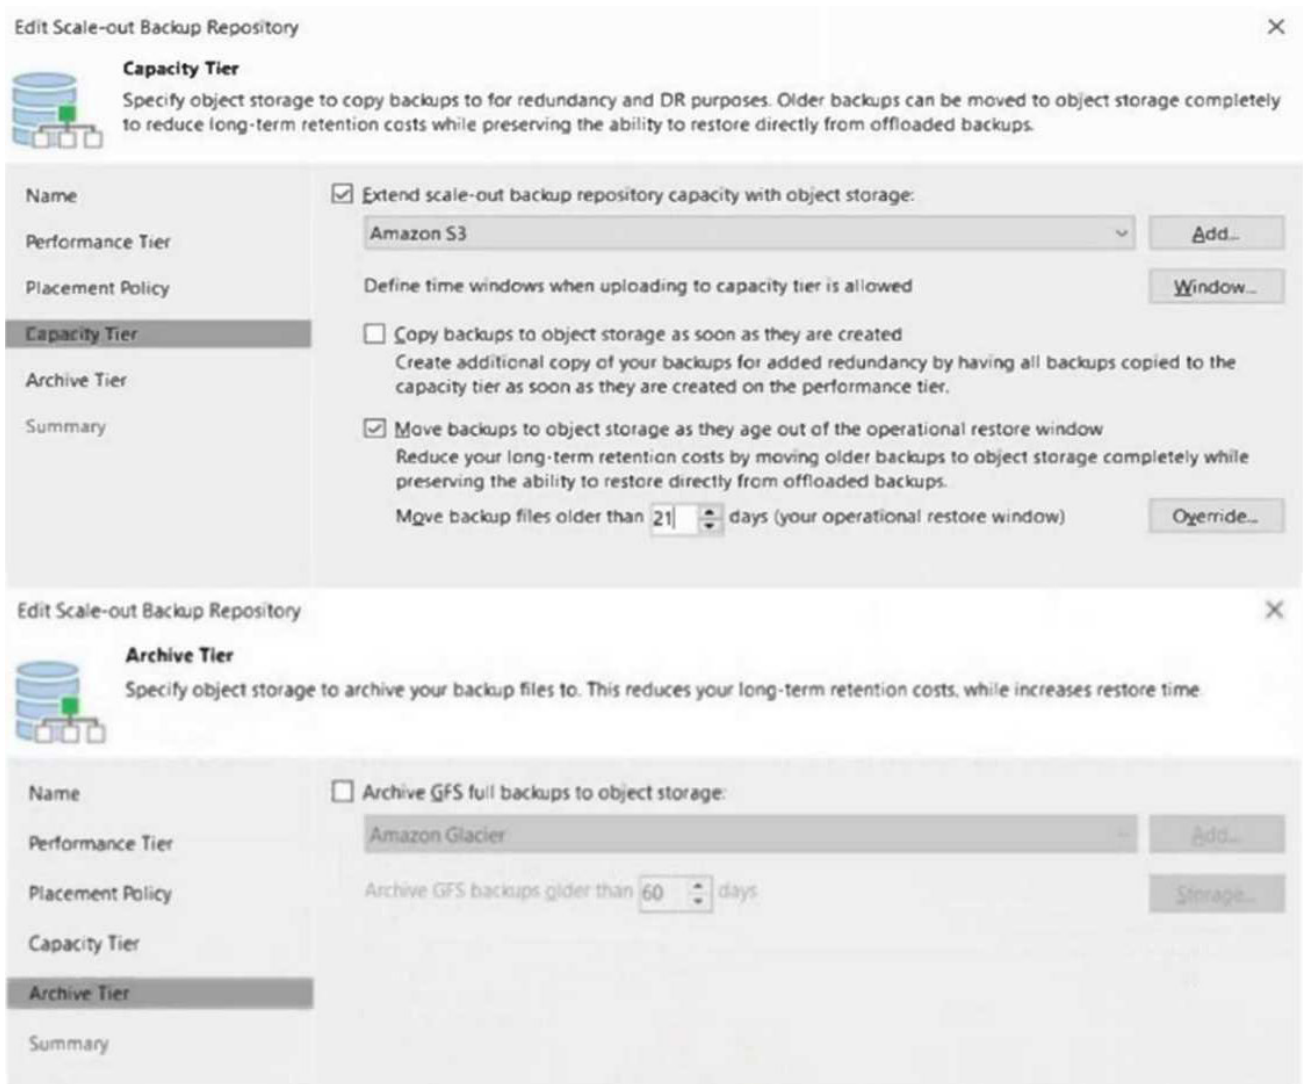 Edit Scale-out Backup Repository
Capacity Tier
Specify object storage to copy backups to for redundancy and DR purposes. Older backups can be moved to object storage completely
to reduce long-term retention costs while preserving the ability to restore directly from offloaded backups.
Name
Performance Tier
Placement Policy
Capacity Tier
Archive Tier
Summary
Extend scale-out backup repository capacity with object storage:
Amazon S3
Add...
Define time windows when uploading to capacity tier is allowed
Window...
Copy backups to object storage as soon as they are created
Create additional copy of your backups for added redundancy by having all backups copied to the
capacity tier as soon as they are created on the performance tier.
Move backups to object storage as they age out of the operational restore window
Reduce your long-term retention costs by moving older backups to object storage completely while
preserving the ability to restore directly from offloaded backups.
Move backup files older than 21 days (your operational restore window)
Override...
Edit Scale-out Backup Repository
Archive Tier
Specify object storage to archive your backup files to. This reduces your long-term retention costs, while increases restore time
Name
Performance Tier
Placement Policy
Capacity Tier
Archive Tier
Summary
Archive GFS full backups to object storage:
Amazon Glacier
Add...
Archive GFS backups older than 60 days
Storage...